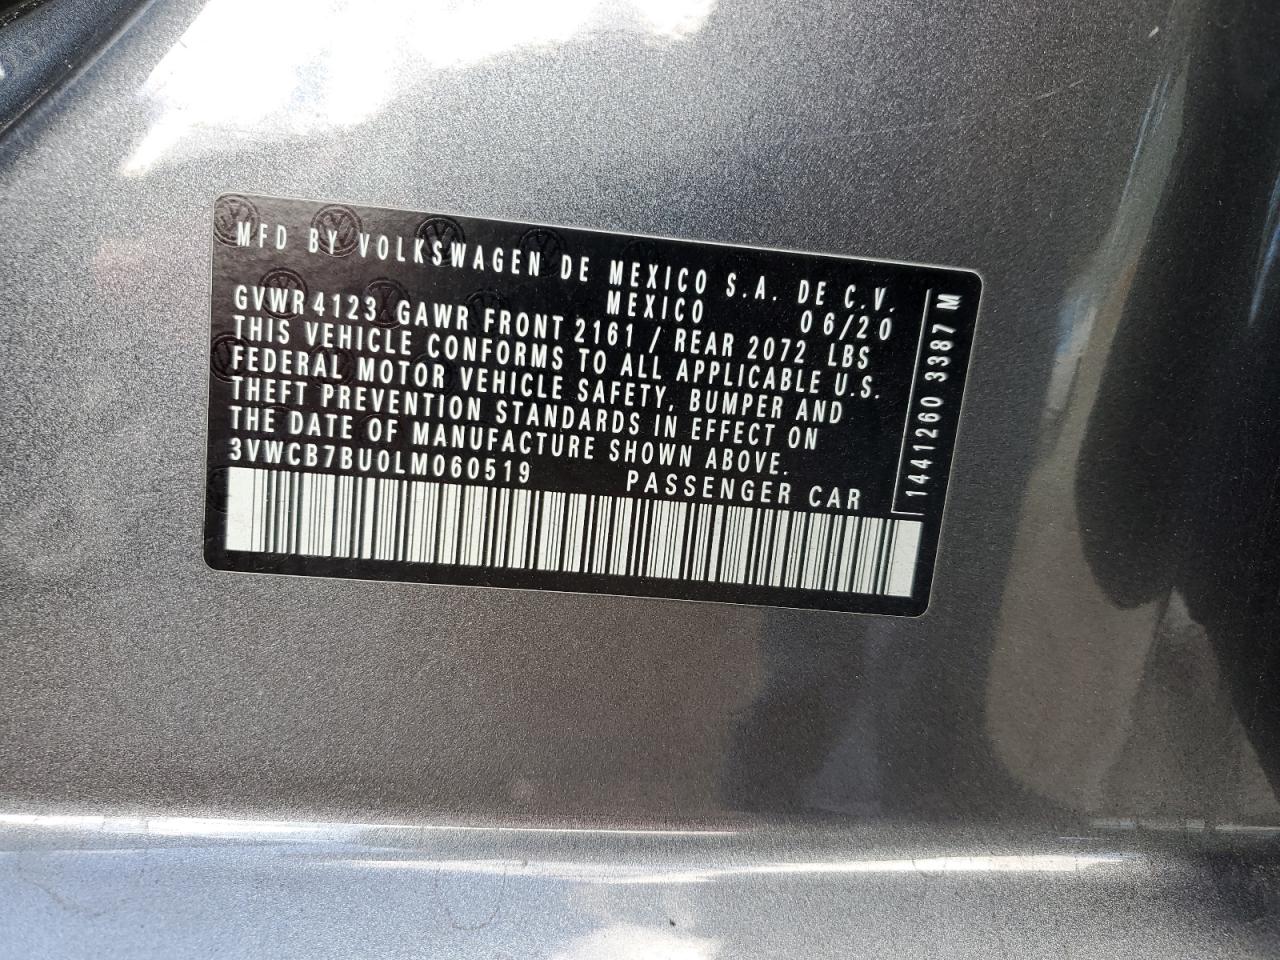 MFD BY VOLKSWAGEN DE MEXICO S.A. DE C.V.
MEXICO 06/20
GVWR 4123 GAWR FRONT 2161 / REAR 2072 LBS
THIS VEHICLE CONFORMS TO ALL APPLICABLE U.S.
FEDERAL MOTOR VEHICLE SAFETY, BUMPER AND
THEFT PREVENTION STANDARDS IN EFFECT ON
THE DATE OF MANUFACTURE SHOWN ABOVE.
3VWCB7BU0LM060519 PASSENGER CAR
1441260 3387 M